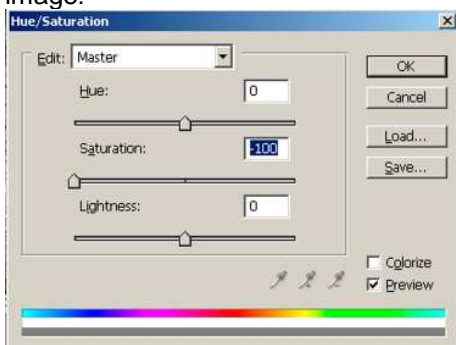 image.
Hue/Saturation
Edit: Master
OK
Hue: 0
Cancel
Saturation: -100
Load...
Save...
Lightness: 0
Colorize
Preview